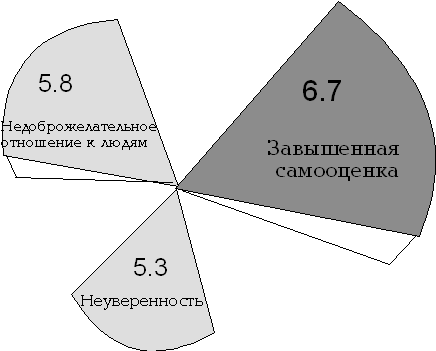 5.8
Недоброжелательное
отношение к людям
6.7
Завышенная
самооценка
5.3
Неуверенность